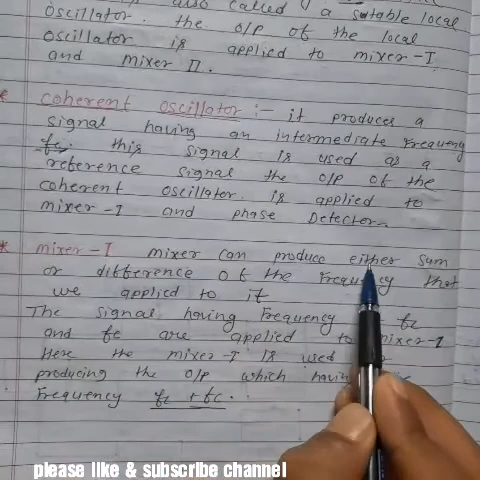 also called a stable local
oscillator. the o/p of the local
oscillator is applied to mixer-I
and mixer II.
* coherent oscillator :- it produces a
signal having an intermediate frequency
fc. this signal is used as a
reference signal the o/p of the
coherent oscillator. is applied to
mixer-I and phase Detector.
* mixer-I mixer can produce either sum
or difference of the frequency that
we applied to it
The signal having frequency fl
and fc are applied to mixer-I
Here the mixer-I is used
producing the o/p which having
frequency fl + fc.
please like & subscribe channel